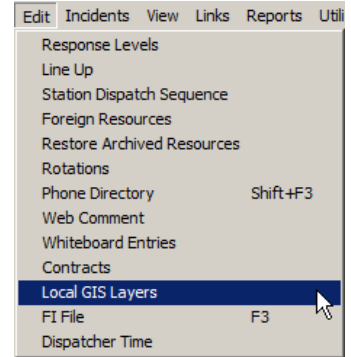 Edit Incidents View Links Reports Utili
Response Levels
Line Up
Station Dispatch Sequence
Foreign Resources
Restore Archived Resources
Rotations
Phone Directory Shift+F3
Web Comment
Whiteboard Entries
Contracts
Local GIS Layers
FI File F3
Dispatcher Time